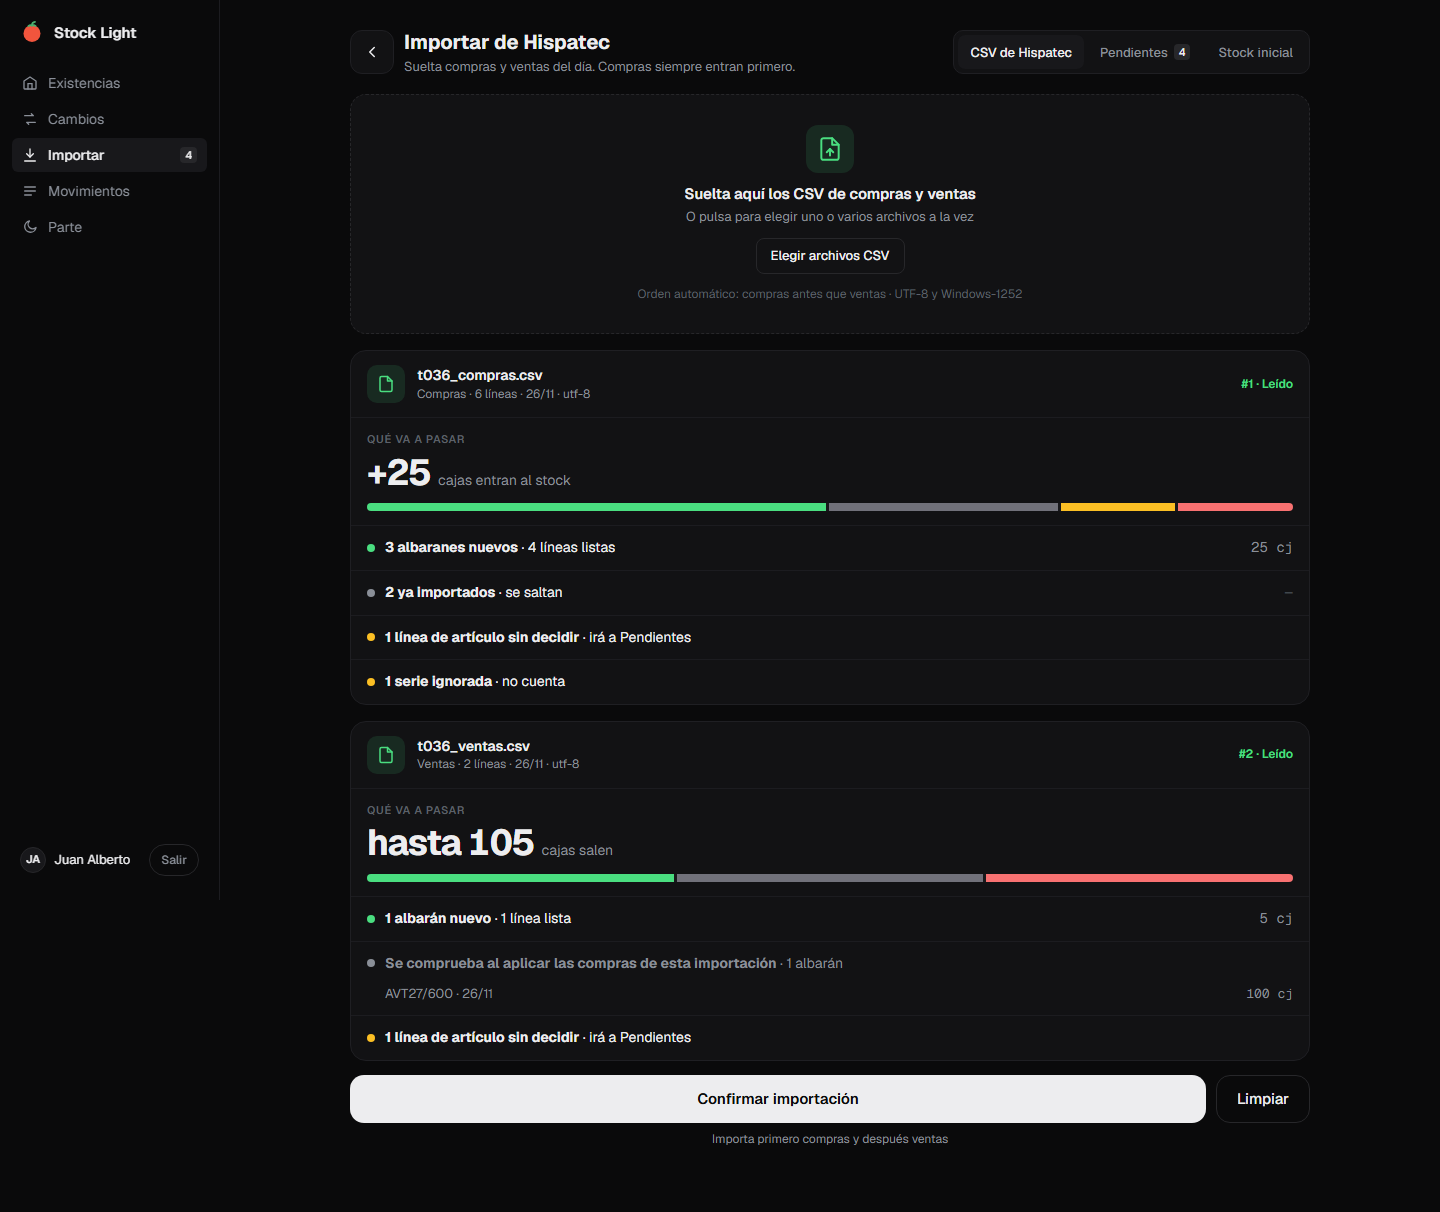 Stock Light
Existencias
Cambios
Importar 4
Movimientos
Parte
JA Juan Alberto Salir
Importar de Hispatec
Suelta compras y ventas del día. Compras siempre entran primero.
CSV de Hispatec Pendientes 4 Stock inicial
Suelta aquí los CSV de compras y ventas
O pulsa para elegir uno o varios archivos a la vez
Elegir archivos CSV
Orden automático: compras antes que ventas · UTF-8 y Windows-1252
t036_compras.csv
Compras · 6 líneas · 26/11 · utf-8
#1 · Leído
QUÉ VA A PASAR
+25 cajas entran al stock
3 albaranes nuevos · 4 líneas listas 25 cj
2 ya importados · se saltan –
1 línea de artículo sin decidir · irá a Pendientes
1 serie ignorada · no cuenta
t036_ventas.csv
Ventas · 2 líneas · 26/11 · utf-8
#2 · Leído
QUÉ VA A PASAR
hasta 105 cajas salen
1 albarán nuevo · 1 línea lista 5 cj
Se comprueba al aplicar las compras de esta importación · 1 albarán
AVT27/600 · 26/11 100 cj
1 línea de artículo sin decidir · irá a Pendientes
Confirmar importación Limpiar
Importa primero compras y después ventas